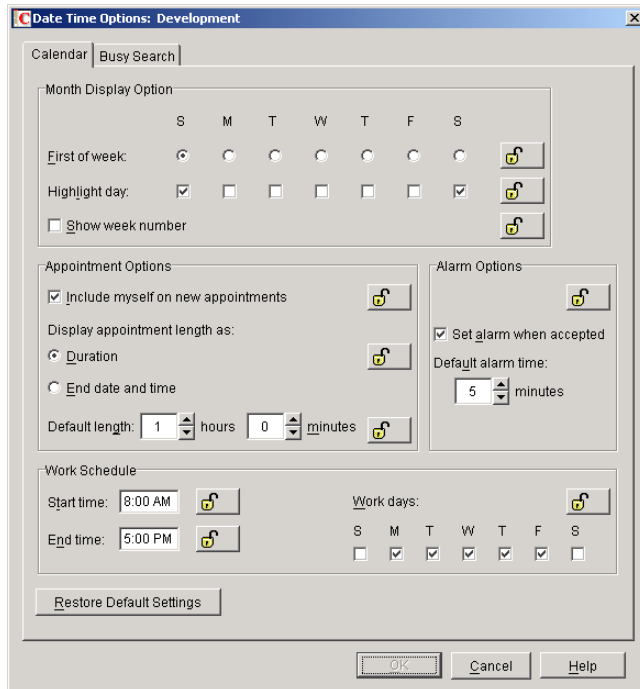 Date Time Options: Development
Calendar Busy Search
Month Display Option
S M T W T F S
First of week:
Highlight day:
Show week number
Appointment Options
Include myself on new appointments
Display appointment length as:
Duration
End date and time
Default length: 1 hours 0 minutes
Alarm Options
Set alarm when accepted
Default alarm time:
5 minutes
Work Schedule
Start time: 8:00 AM
End time: 5:00 PM
Work days:
S M T W T F S
Restore Default Settings
OK Cancel Help